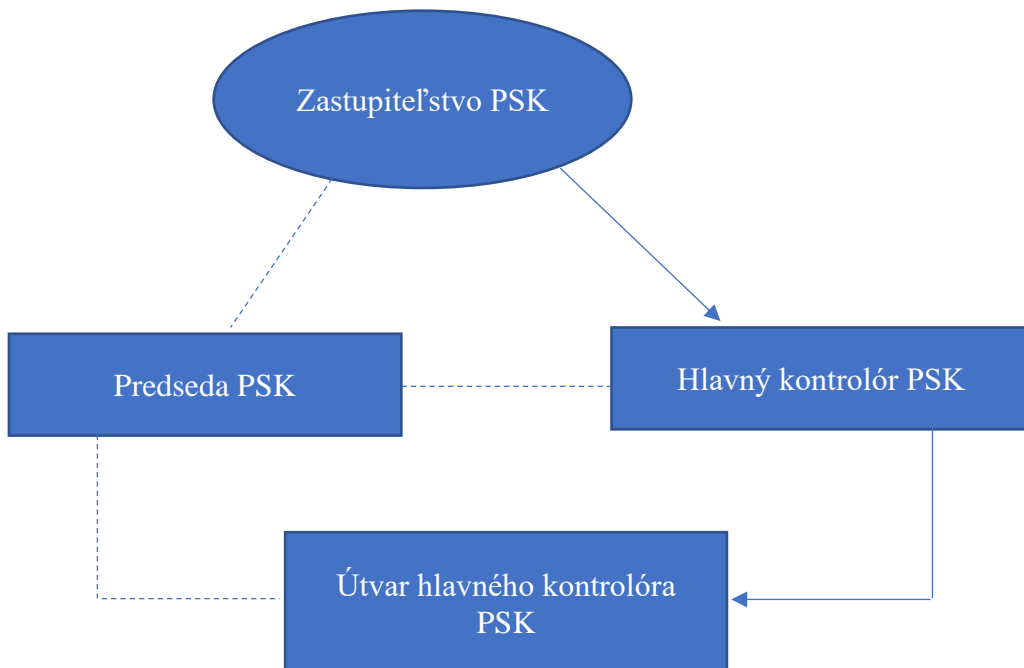 Zastupiteľstvo PSK
Predseda PSK
Hlavný kontrolór PSK
Útvar hlavného kontrolóra
PSK